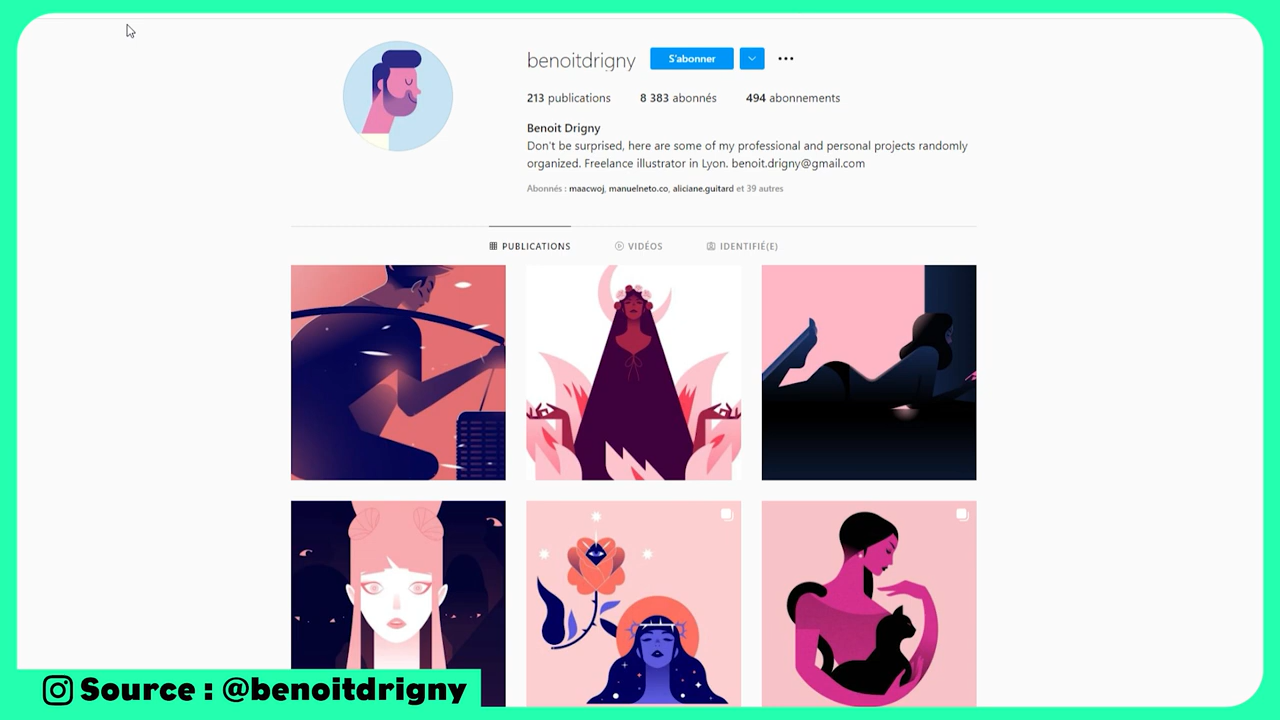 benoitdrigny
S'abonner
213 publications 8 383 abonnés 494 abonnements
Benoit Drigny
Don't be surprised, here are some of my professional and personal projects randomly
organized. Freelance illustrator in Lyon. benoit.drigny@gmail.com
Abonnés : maacwoj, manuelneto.co, aliciane.guitard et 39 autres
PUBLICATIONS VIDÉOS IDENTIFIÉ(E)
Source : @benoitdrigny